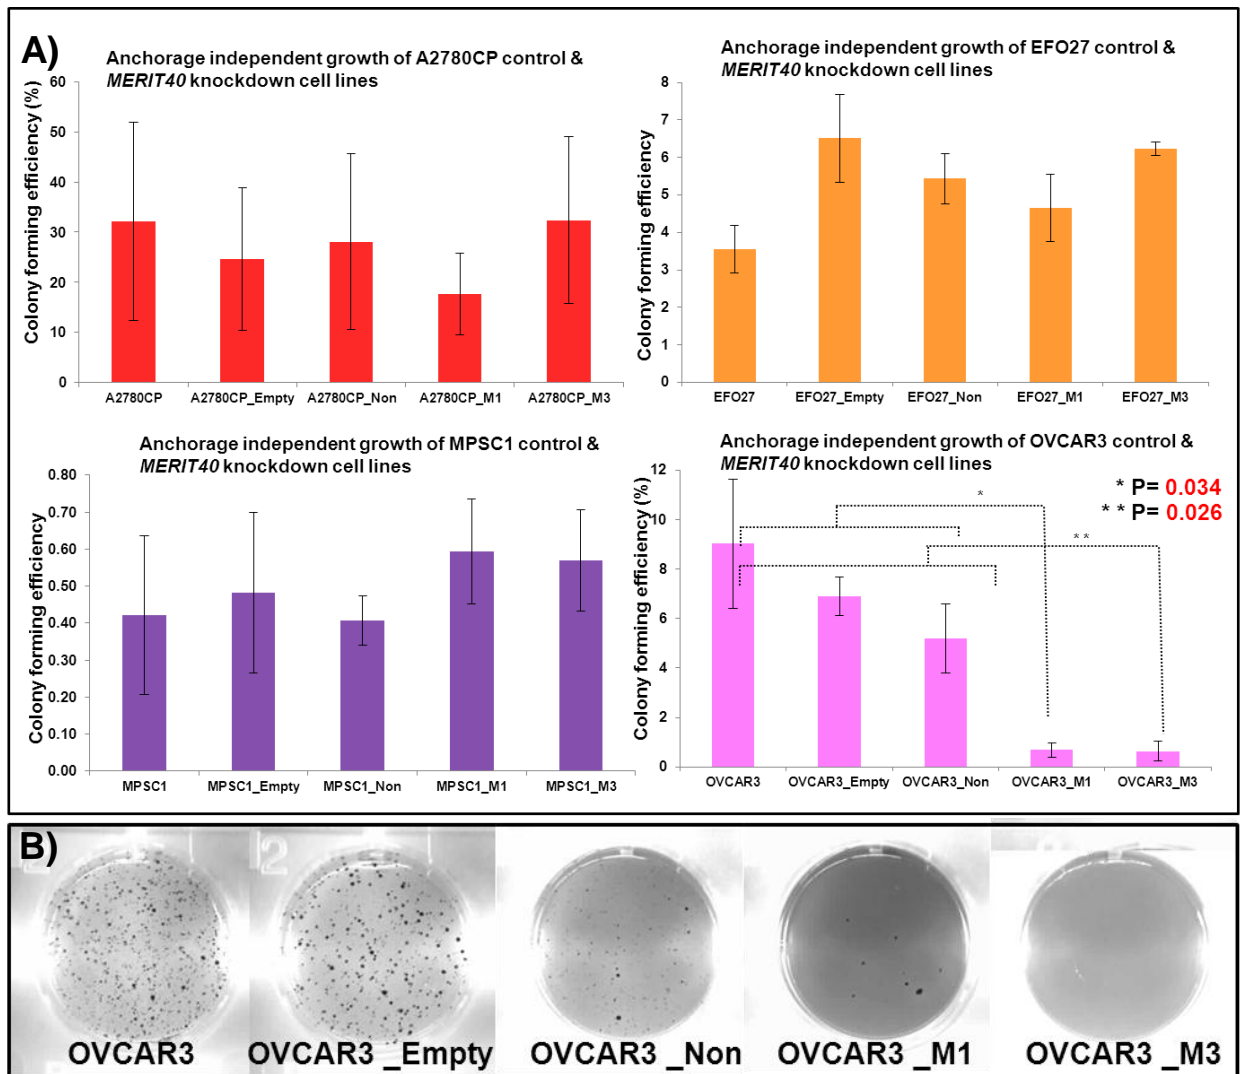 A)
Anchorage independent growth of A2780CP control &
MERIT40 knockdown cell lines
Colony forming efficiency (%)
60
50
40
30
20
10
0
A2780CP A2780CP_Empty A2780CP_Non A2780CP_M1 A2780CP_M3
Anchorage independent growth of EFO27 control &
MERIT40 knockdown cell lines
Colony forming efficiency
8
7
6
5
4
3
2
1
0
EFO27 EFO27_Empty EFO27_Non EFO27_M1 EFO27_M3
Anchorage independent growth of MPSC1 control &
MERIT40 knockdown cell lines
Colony forming efficiency
0.80
0.70
0.60
0.50
0.40
0.30
0.20
0.10
0.00
MPSC1 MPSC1_Empty MPSC1_Non MPSC1_M1 MPSC1_M3
Anchorage independent growth of OVCAR3 control &
MERIT40 knockdown cell lines
Colony forming efficiency (%)
12
10
8
6
4
2
0
* P= 0.034
** P= 0.026
*
**
OVCAR3 OVCAR3_Empty OVCAR3_Non OVCAR3_M1 OVCAR3_M3
B)
2
OVCAR3 OVCAR3 _Empty OVCAR3 _Non OVCAR3 _M1 OVCAR3 _M3